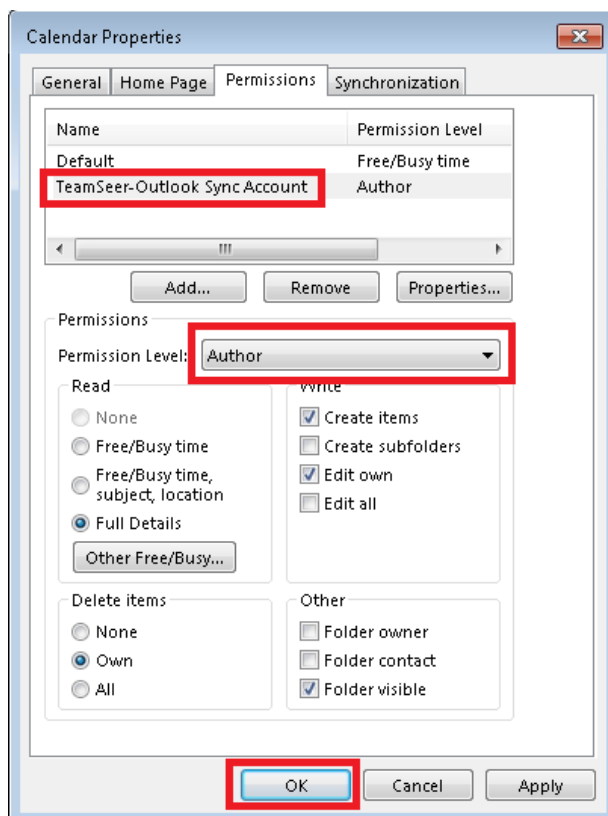 Calendar Properties
General Home Page Permissions Synchronization
Name Permission Level
Default Free/Busy time
TeamSeer-Outlook Sync Account Author
Add... Remove Properties...
Permissions
Permission Level: Author
Read
None
Free/Busy time
Free/Busy time,
subject, location
Full Details
Other Free/Busy...
Write
Create items
Create subfolders
Edit own
Edit all
Delete items
None
Own
All
Other
Folder owner
Folder contact
Folder visible
OK Cancel Apply